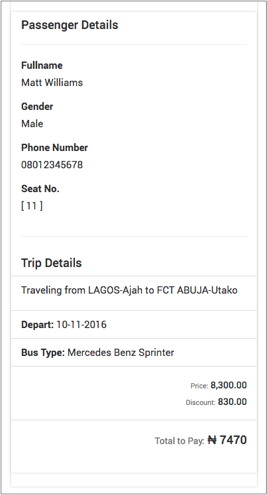 Passenger Details
Fullname
Matt Williams
Gender
Male
Phone Number
08012345678
Seat No.
[ 11 ]
Trip Details
Traveling from LAGOS-Ajah to FCT ABUJA-Utako
Depart: 10-11-2016
Bus Type: Mercedes Benz Sprinter
Price: 8,300.00
Discount: 830.00
Total to Pay: ₦ 7470